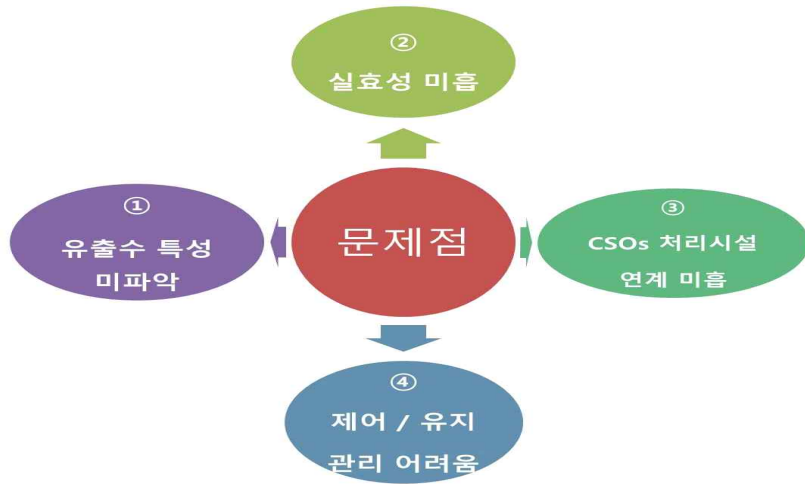 ②
실효성 미흡
①
유출수 특성
미파악
문제점
③
CSOs 처리시설
연계 미흡
④
제어 / 유지
관리 어려움